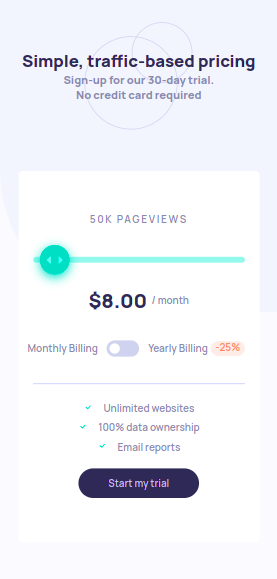 Simple, traffic-based pricing
Sign-up for our 30-day trial.
No credit card required
50K PAGEVIEWS
$8.00 / month
Monthly Billing Yearly Billing -25%
Unlimited websites
100% data ownership
Email reports
Start my trial